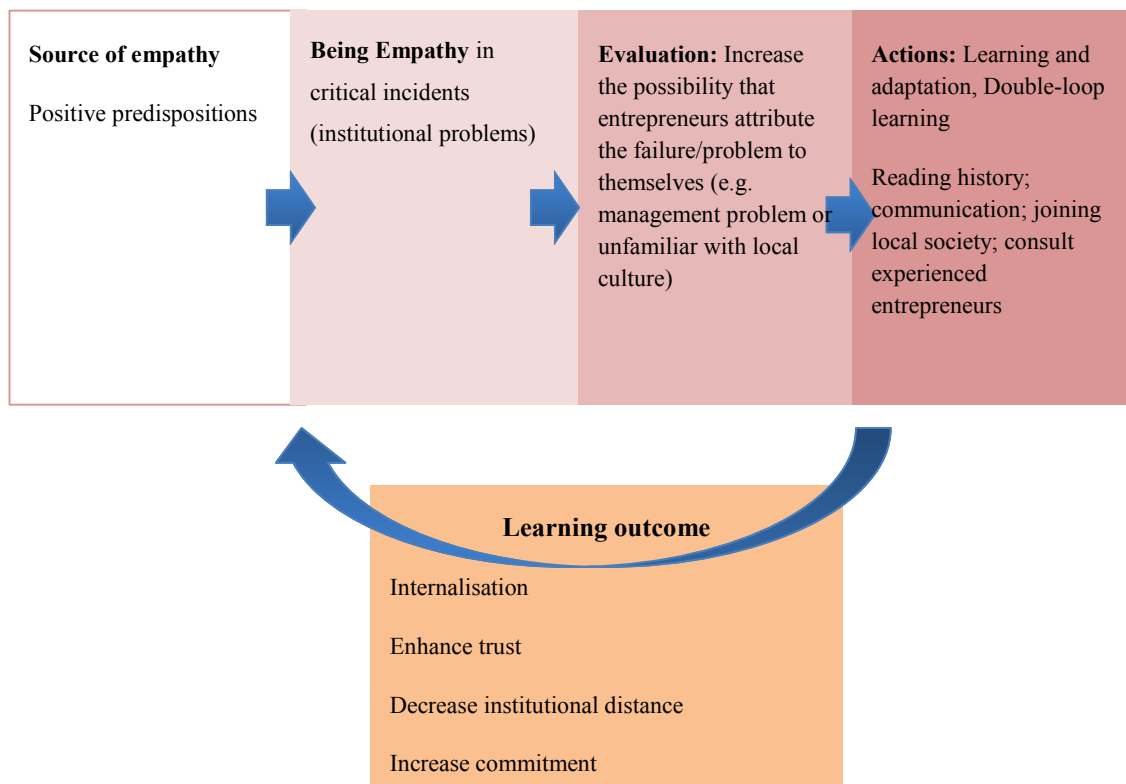 Source of empathy
Positive predispositions
Being Empathy in
critical incidents
(institutional problems)
Evaluation: Increase
the possibility that
entrepreneurs attribute
the failure/problem to
themselves (e.g.
management problem or
unfamiliar with local
culture)
Actions: Learning and
adaptation, Double-loop
learning
Reading history;
communication; joining
local society; consult
experienced
entrepreneurs
Learning outcome
Internalisation
Enhance trust
Decrease institutional distance
Increase commitment